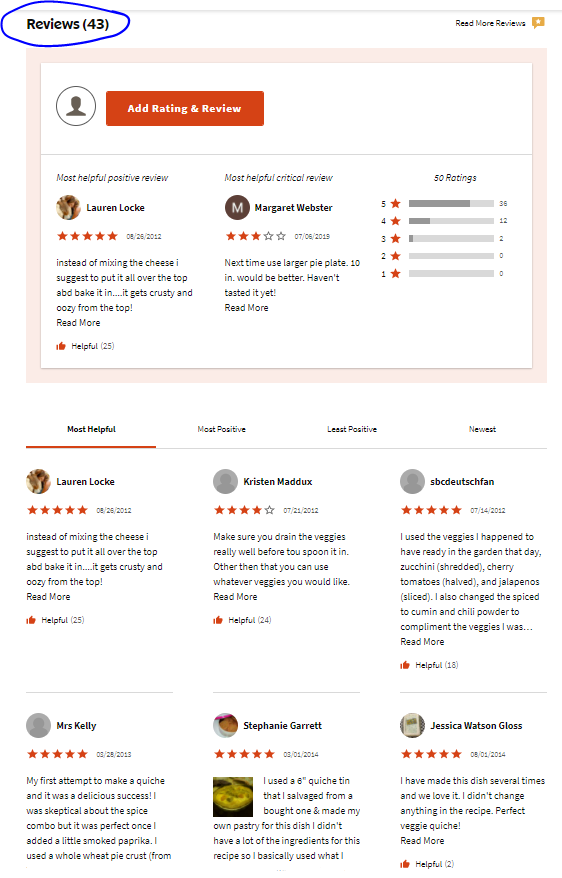 Reviews (43)
Read More Reviews
Add Rating & Review
Most helpful positive review
Lauren Locke
08/26/2012
instead of mixing the cheese i
suggest to put it all over the top
abd bake it in....it gets crusty and
oozy from the top!
Read More
Helpful (25)
Most helpful critical review
M
Margaret Webster
07/06/2019
Next time use larger pie plate. 10
in. would be better. Haven't
tasted it yet!
Read More
50 Ratings
5 36
4 12
3 2
2 0
1 0
Most Helpful
Most Positive
Least Positive
Newest
Lauren Locke
08/26/2012
instead of mixing the cheese i
suggest to put it all over the top
abd bake it in....it gets crusty and
oozy from the top!
Read More
Helpful (25)
Kristen Maddux
07/21/2012
Make sure you drain the veggies
really well before tou spoon it in.
Other then that you can use
whatever veggies you would like.
Read More
Helpful (24)
sbcdeutschfan
07/14/2012
I used the veggies I happened to
have ready in the garden that day,
zucchini (shredded), cherry
tomatoes (halved), and jalapenos
(sliced). I also changed the spiced
to cumin and chili powder to
compliment the veggies I was…
Read More
Helpful (18)
Mrs Kelly
03/28/2013
My first attempt to make a quiche
and it was a delicious success! I
was skeptical about the spice
combo but it was perfect once I
added a little smoked paprika. I
used a whole wheat pie crust (from
Stephanie Garrett
03/01/2014
I used a 6" quiche tin
that I salvaged from a
bought one & made my
own pastry for this dish I didn't
have a lot of the ingredients for this
recipe so I basically used what I
Jessica Watson Gloss
08/01/2014
I have made this dish several times
and we love it. I didn't change
anything in the recipe. Perfect
veggie quiche!
Read More
Helpful (2)